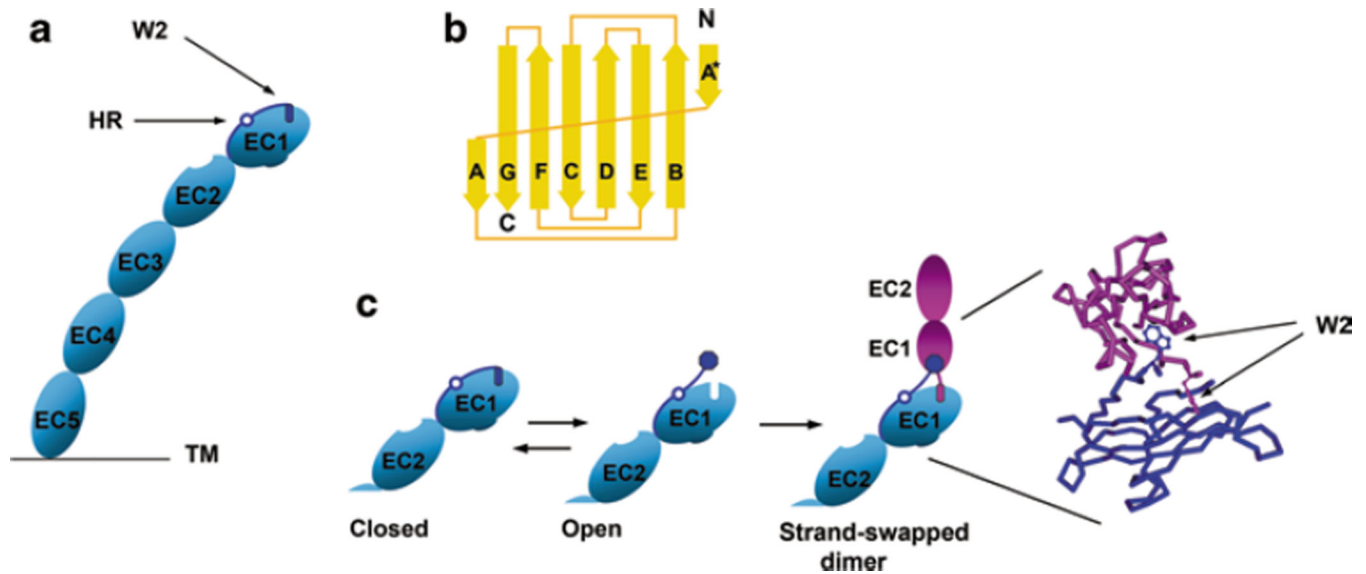 a
W2
HR
EC1
EC2
EC3
EC4
EC5
TM
b
N
A*
A G F C D E B
C
c
EC1
EC2
Closed
EC1
EC2
Open
EC2
EC1
EC1
EC2
Strand-swapped
dimer
W2